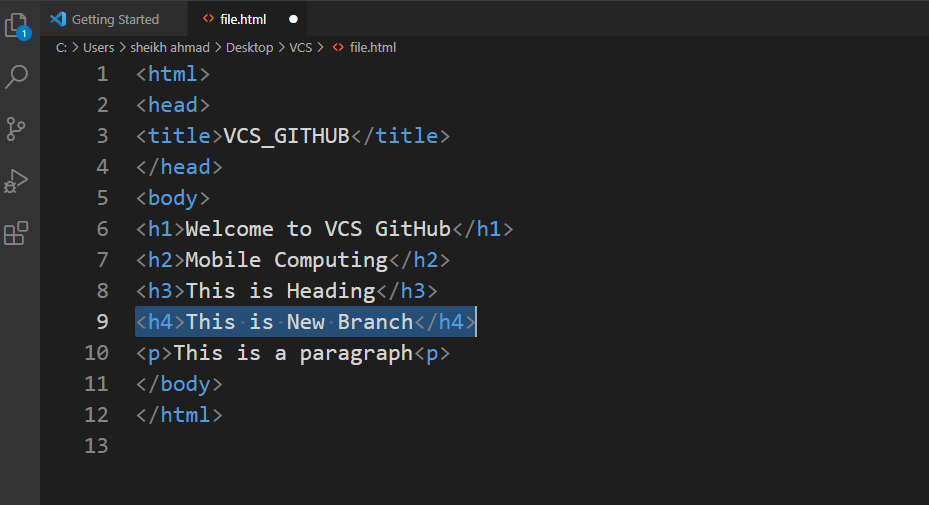 Getting Started file.html
1
C: > Users > sheikh ahmad > Desktop > VCS > <> file.html
1 <html>
2 <head>
3 <title>VCS_GITHUB</title>
4 </head>
5 <body>
6 <h1>Welcome to VCS GitHub</h1>
7 <h2>Mobile Computing</h2>
8 <h3>This is Heading</h3>
9 <h4>This is New Branch</h4>
10 <p>This is a paragraph<p>
11 </body>
12 </html>
13